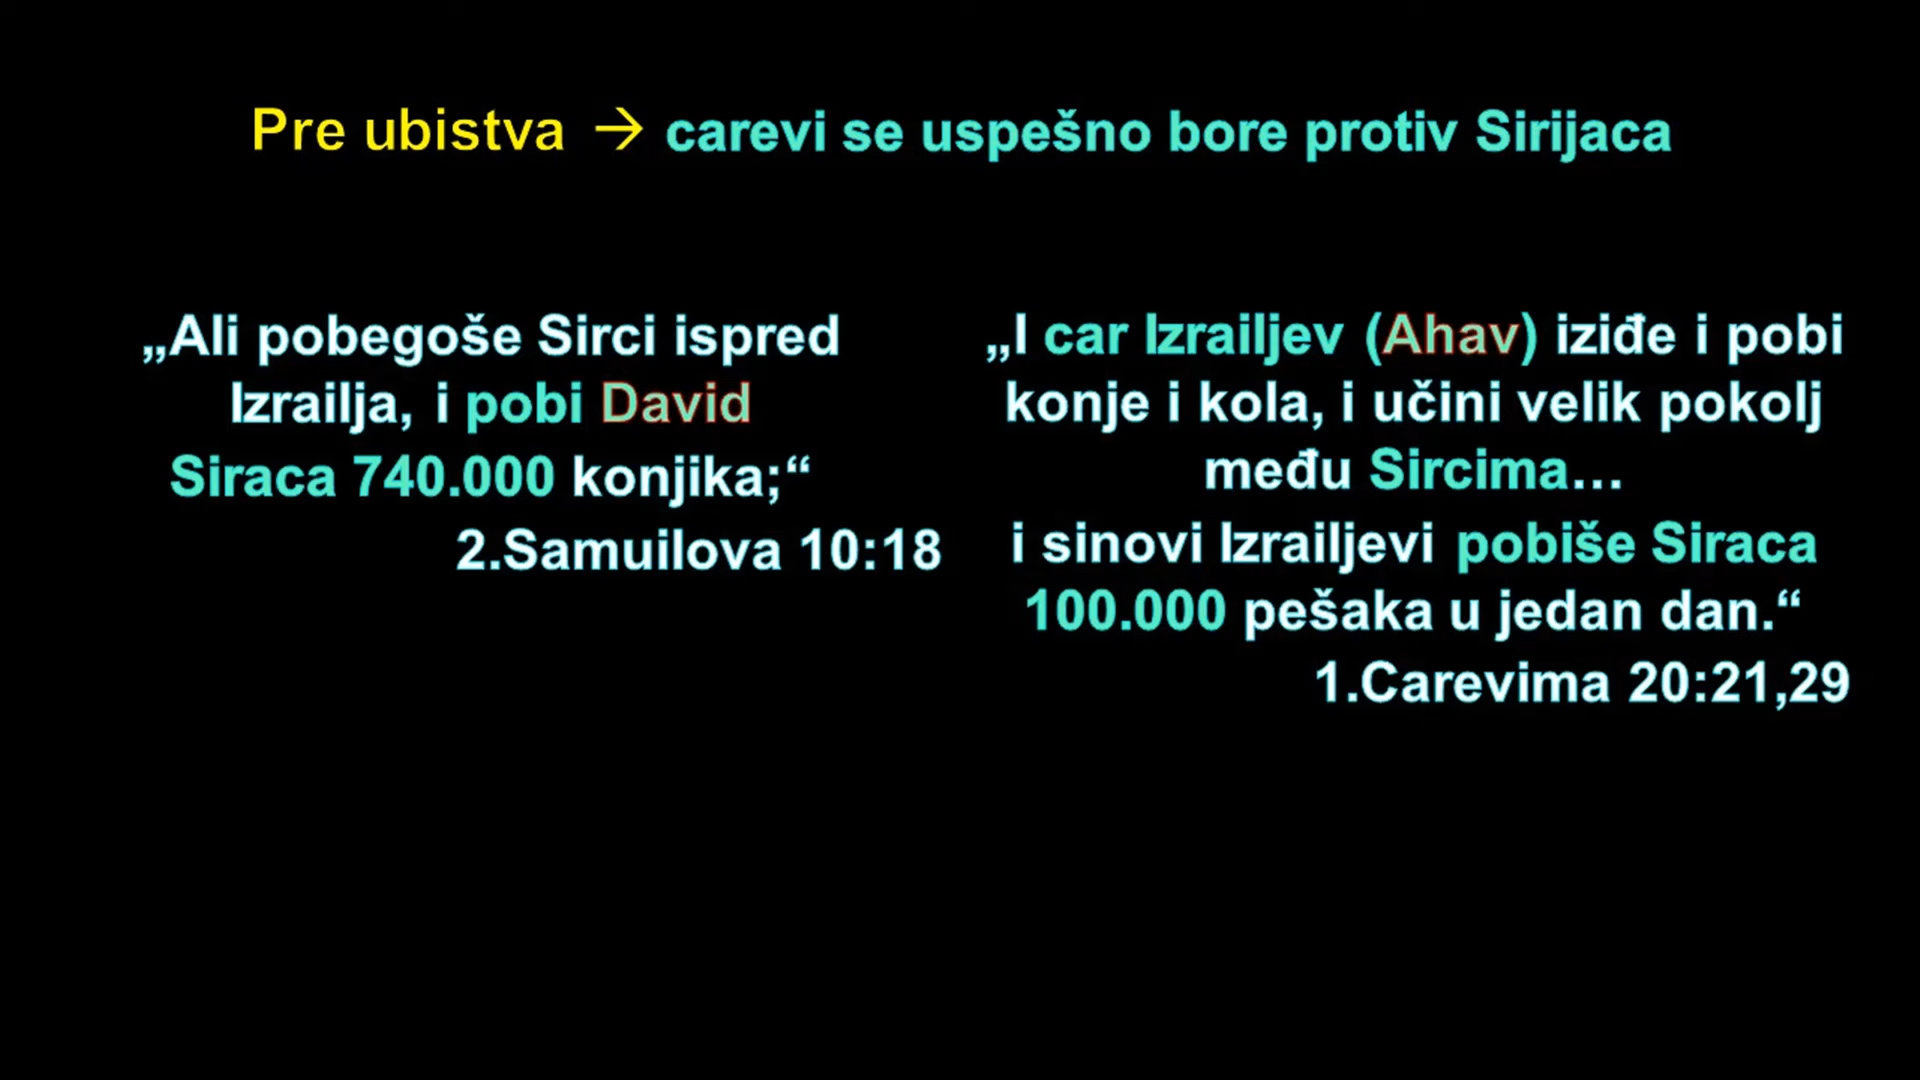 Pre ubistva → carevi se uspešno bore protiv Sirijaca
„Ali pobegoše Sirci ispred
Izrailja, i pobi David
Siraca 740.000 konjika;“
2.Samuilova 10:18
„I car Izrailjev (Ahav) iziđe i pobi
konje i kola, i učini velik pokolj
među Sircima...
i sinovi Izrailjevi pobiše Siraca
100.000 pešaka u jedan dan.“
1.Carevima 20:21,29